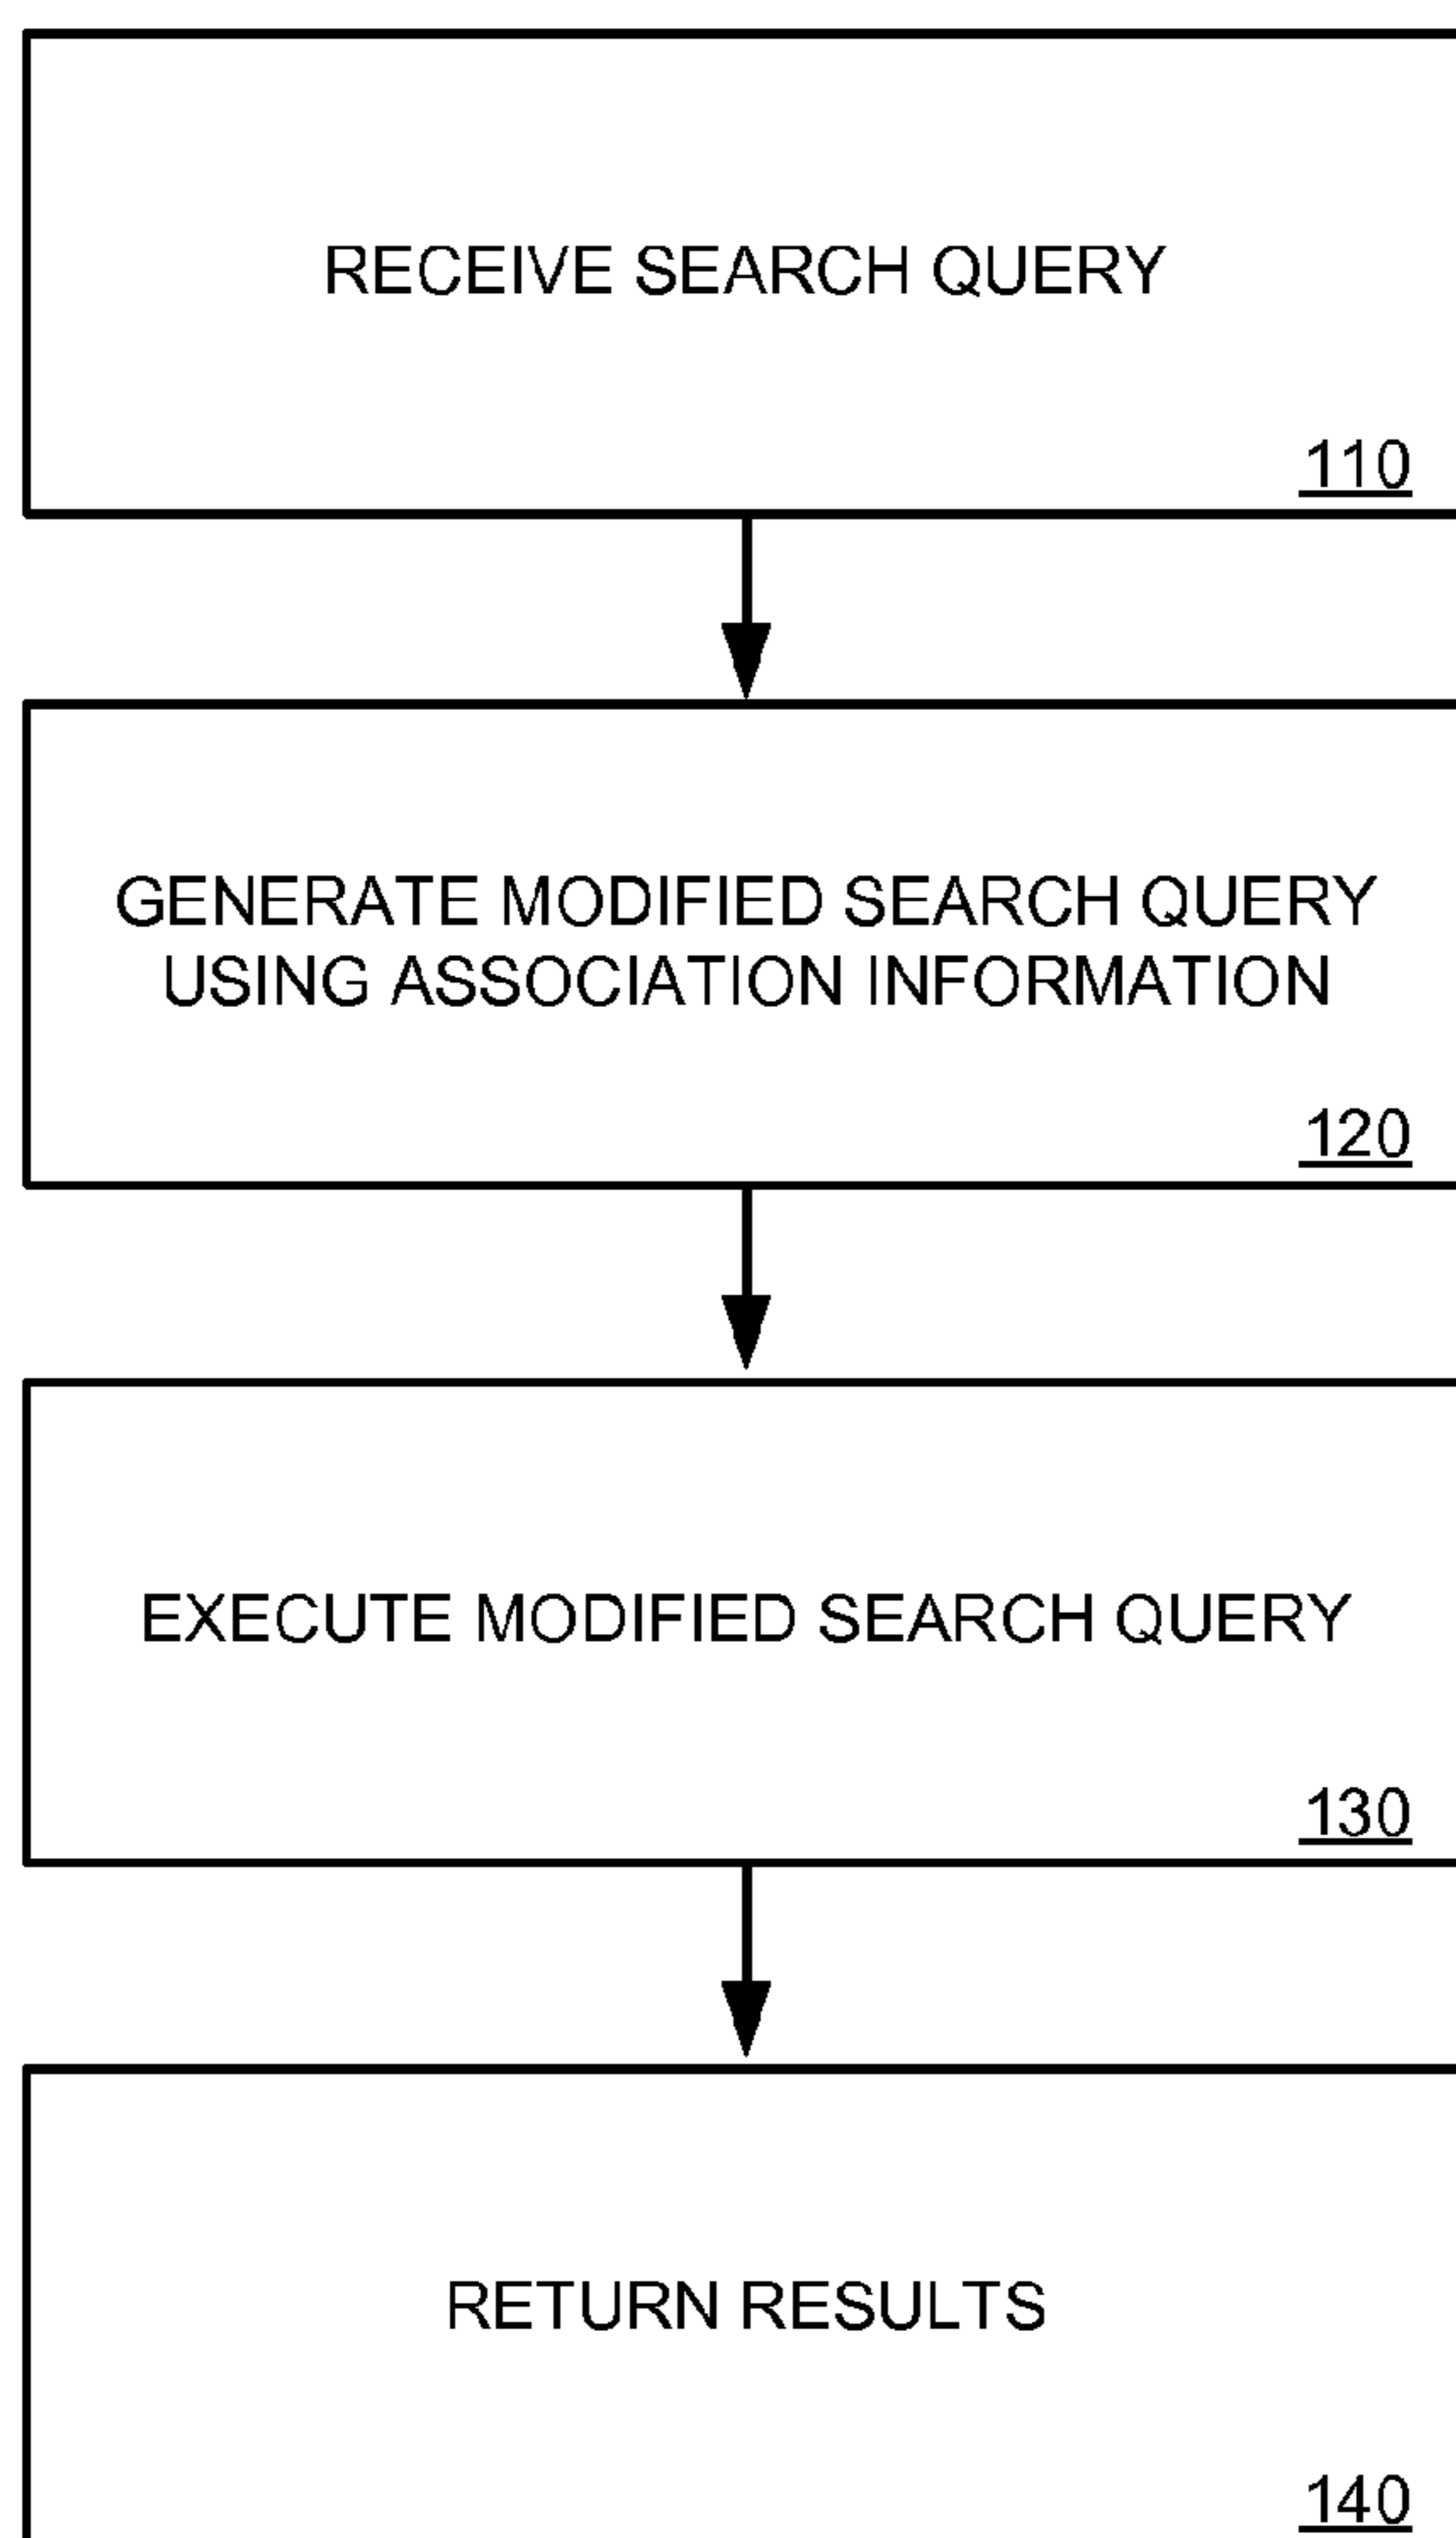 RECEIVE SEARCH QUERY
110
GENERATE MODIFIED SEARCH QUERY
USING ASSOCIATION INFORMATION
120
EXECUTE MODIFIED SEARCH QUERY
130
RETURN RESULTS
140